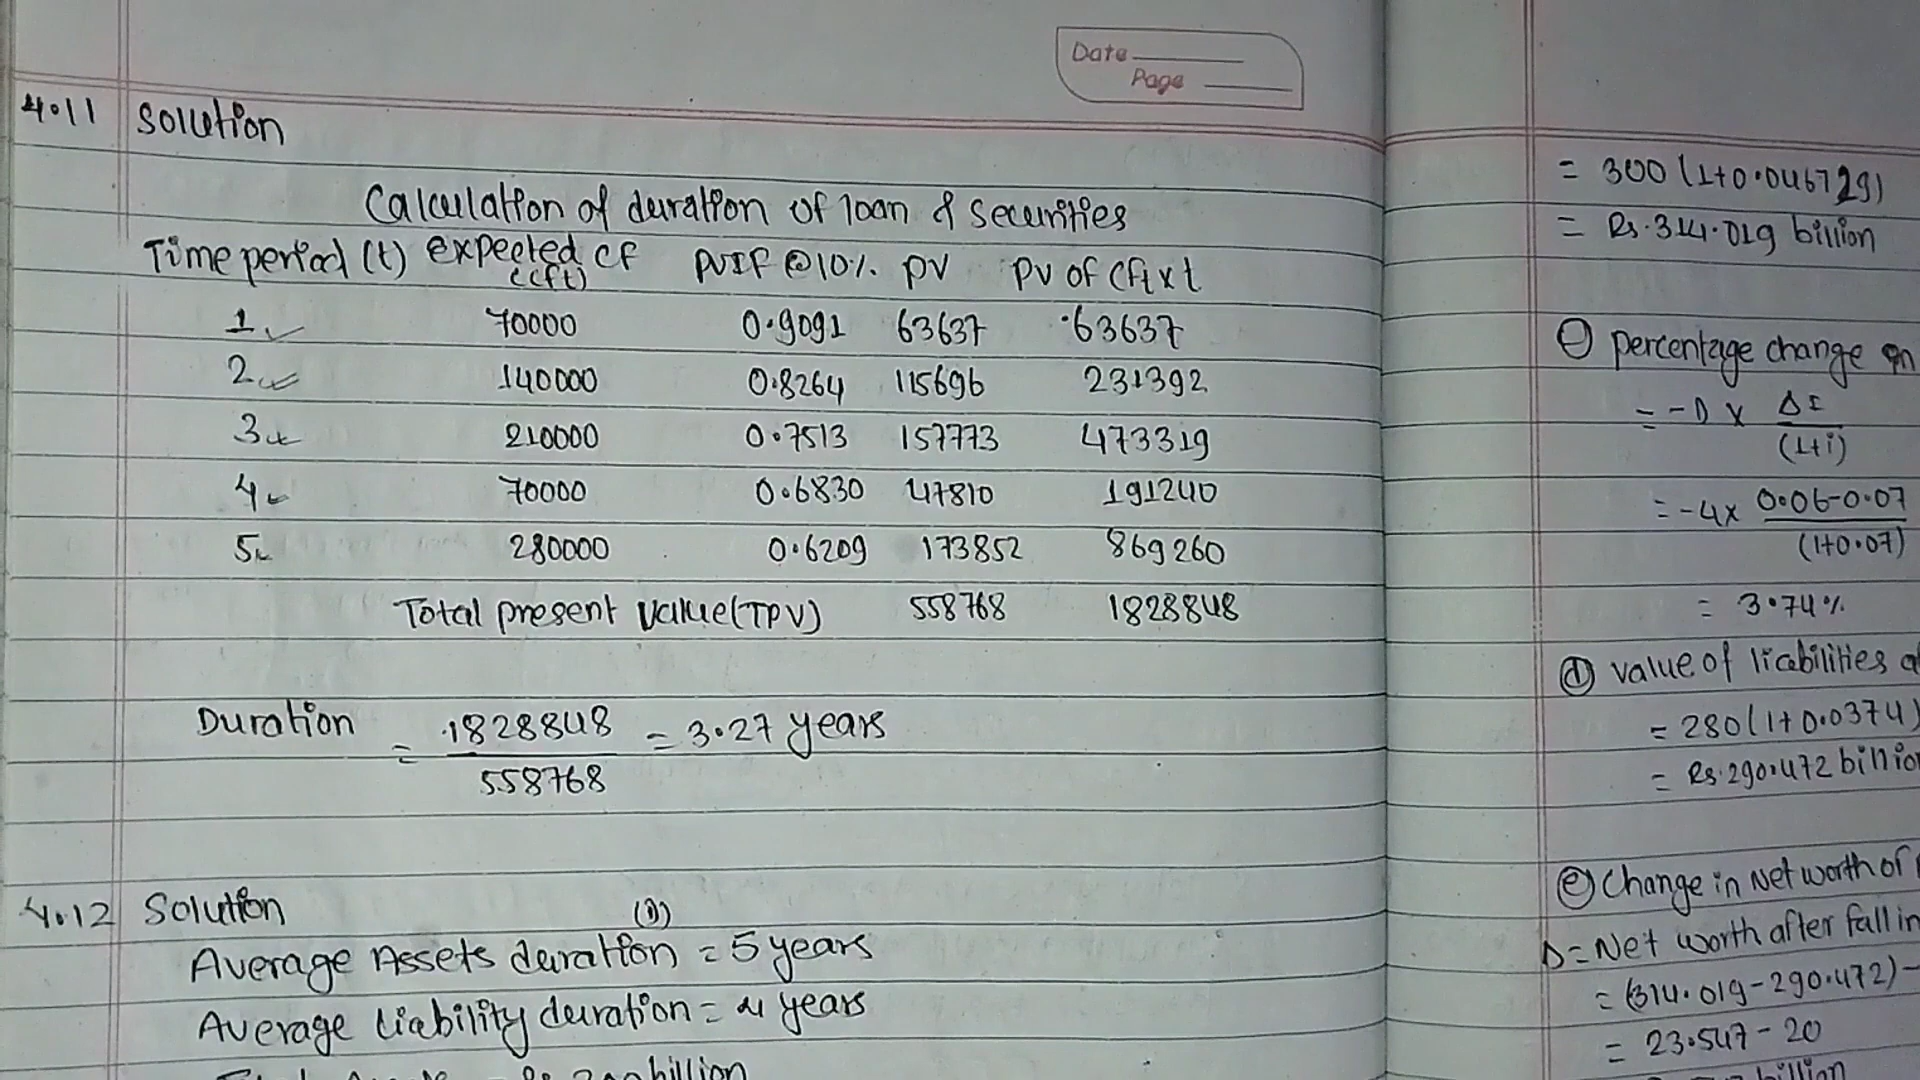 Date
Page
4.11 Solution
Calculation of duration of loan & securities
Time period (t) expected CF (CFt) PVIF @10% PV PV of CFt x t
1 70000 0.9091 63637 63637
2 140000 0.8264 115696 231392
3 210000 0.7513 157773 473319
4 70000 0.6830 47810 191240
5 280000 0.6209 173852 869260
Total present value (TPV) 558768 1828848
Duration = 1828848 / 558768 = 3.27 years
4.12 Solution (D)
Average Assets duration = 5 years
Average Liability duration = 4 years
billion
= 300 (1+0.046729)
= Rs. 314.019 billion
percentage change in
= -D x ΔI / (1+i)
= -4x 0.06-0.07 / (1+0.07)
= 3.74%
(d) value of liabilities
= 280(1+0.0374)
= Rs. 290.472 billion
(e) Change in Net worth of
Δ = Net worth after fall in
= (314.019-290.472)-
= 23.547-20
billion